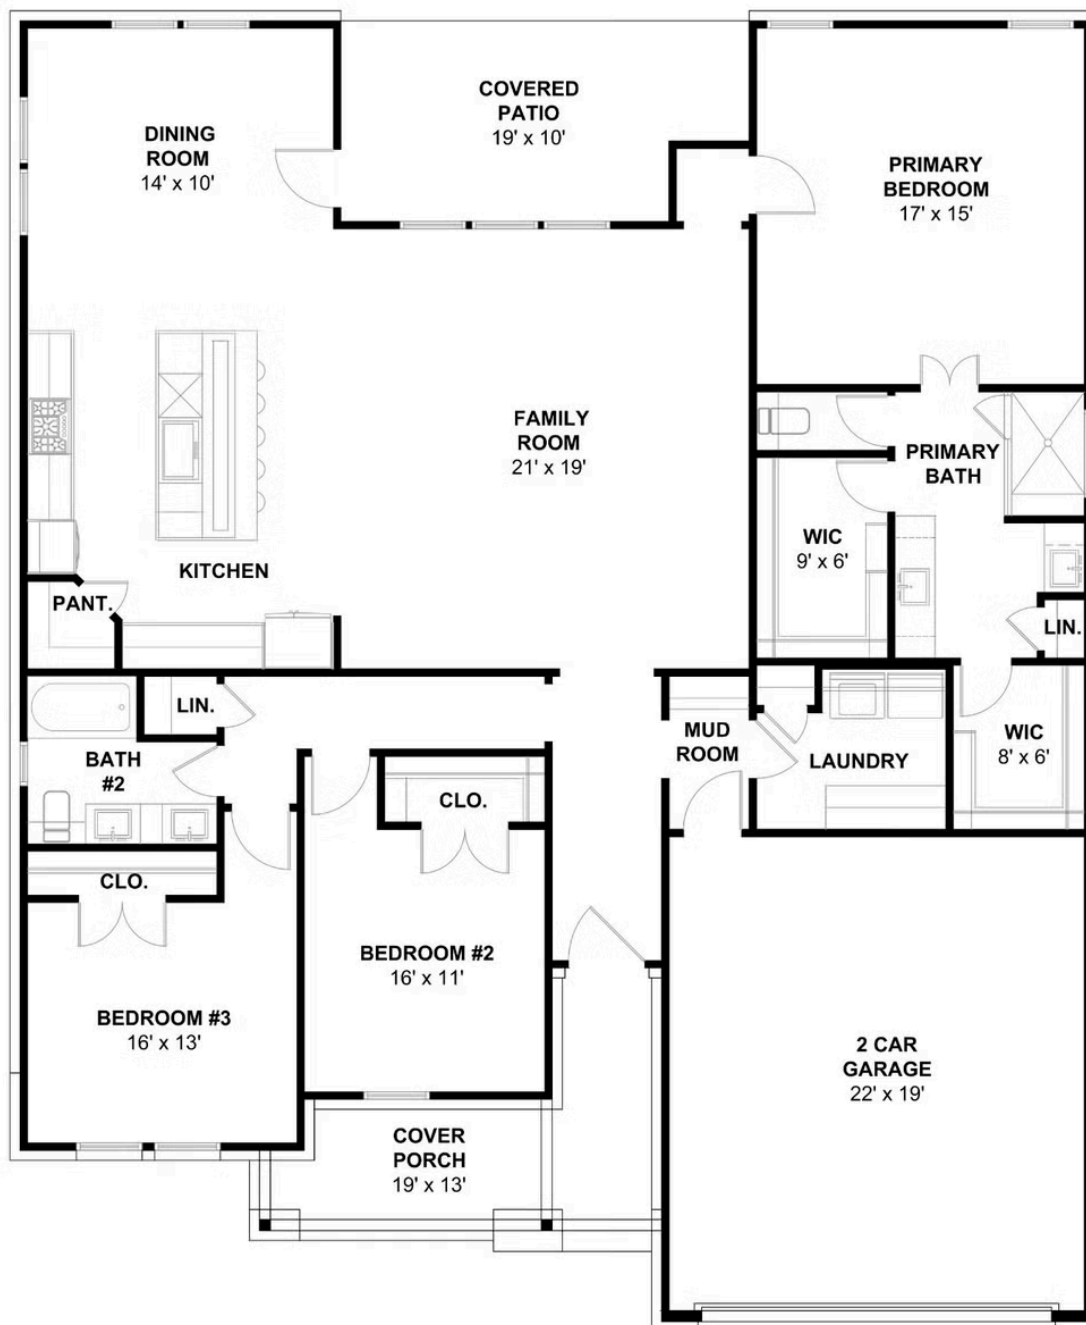 COVERED
PATIO
19' x 10'
DINING
ROOM
14' x 10'
PRIMARY
BEDROOM
17' x 15'
FAMILY
ROOM
21' x 19'
PRIMARY
BATH
WIC
9' x 6'
KITCHEN
PANT.
LIN.
LIN.
MUD
ROOM
WIC
8' x 6'
BATH
#2
LAUNDRY
CLO.
CLO.
BEDROOM #2
16' x 11'
BEDROOM #3
16' x 13'
2 CAR
GARAGE
22' x 19'
COVER
PORCH
19' x 13'